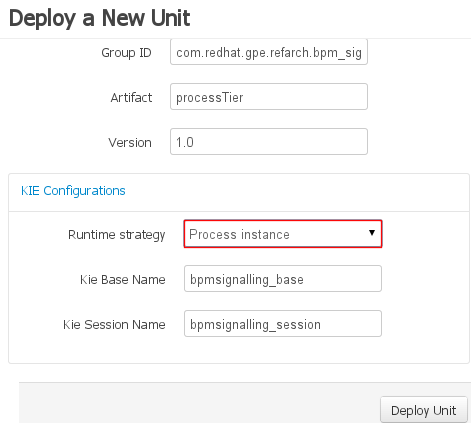 Deploy a New Unit
Group ID com.redhat.gpe.refarch.bpm_sig
Artifact processTier
Version 1.0
KIE Configurations
Runtime strategy Process instance
Kie Base Name bpmsignalling_base
Kie Session Name bpmsignalling_session
Deploy Unit